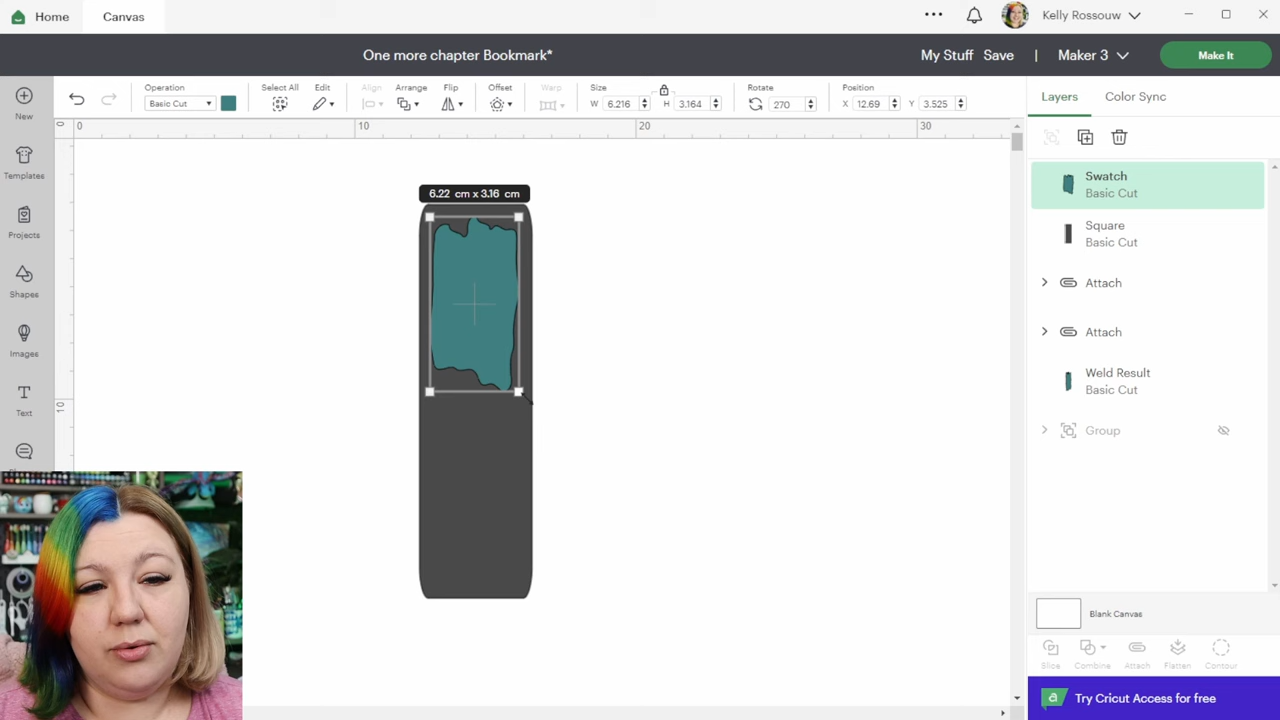 Home
Canvas
Kelly Rossouw
One more chapter Bookmark*
My Stuff
Save
Maker 3
Make It
Operation
Basic Cut
Select All
Edit
Align
Arrange
Flip
Offset
Warp
Size
W 6.216
H 3.164
Rotate
270
Position
X 12.69
Y 3.525
Layers
Color Sync
New
Templates
Projects
Shapes
Images
Text
0
10
20
30
0
10
6.22 cm x 3.16 cm
Swatch
Basic Cut
Square
Basic Cut
Attach
Attach
Weld Result
Basic Cut
Group
Blank Canvas
Slice
Combine
Attach
Flatten
Contour
Try Cricut Access for free